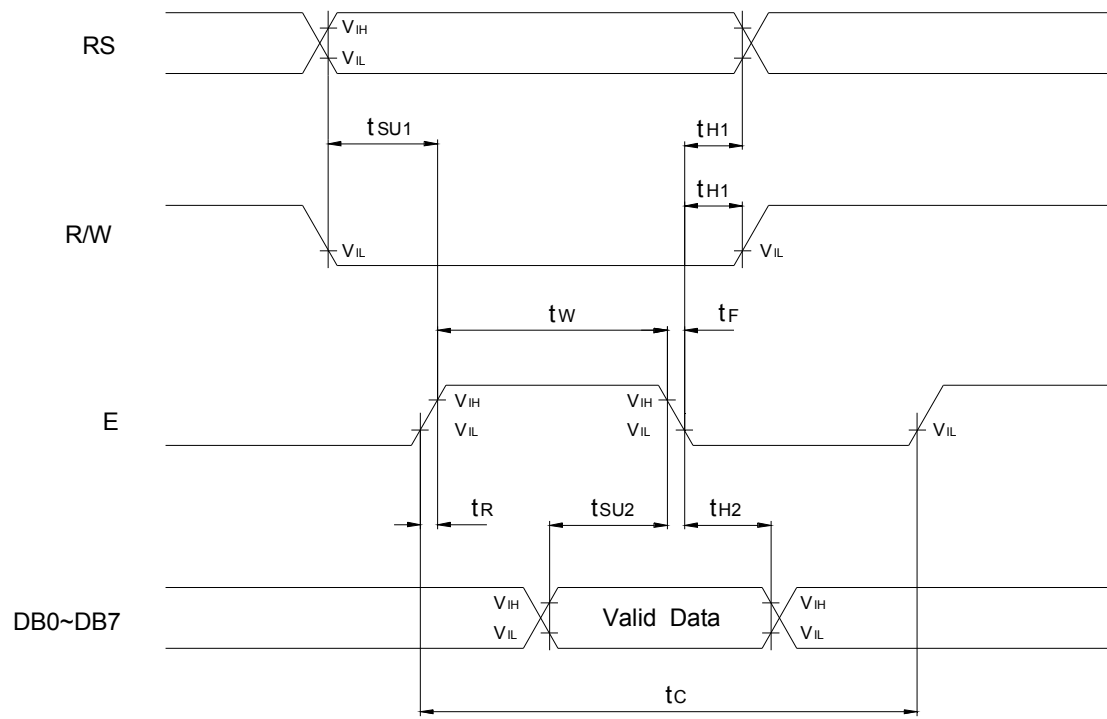 RS
VIH
VIL
tSU1
tH1
tH1
R/W
VIL
VIL
tW
tF
E
VIH
VIL
VIH
VIL
VIL
tR
tSU2
tH2
DB0~DB7
VIH
VIL
Valid Data
VIH
VIL
tC